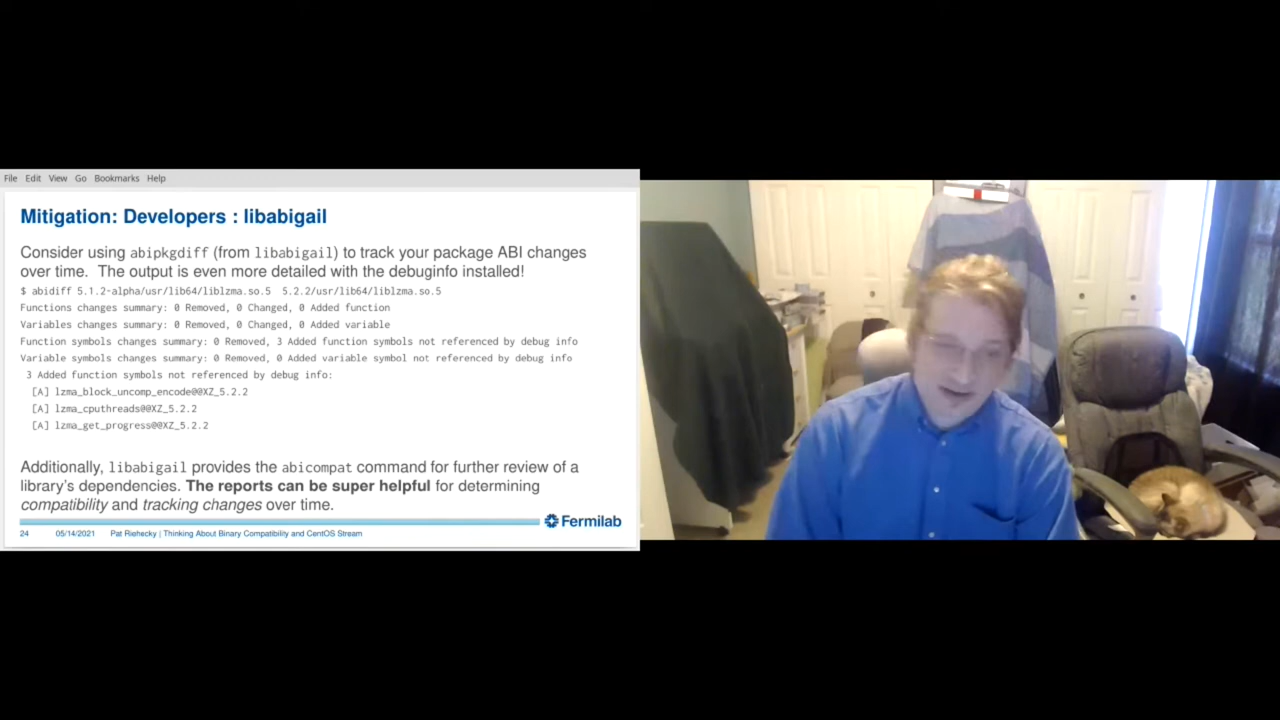 File Edit View Go Bookmarks Help
Mitigation: Developers : libabigail
Consider using abipkgdiff (from libabigail) to track your package ABI changes
over time. The output is even more detailed with the debuginfo installed!
$ abidiff 5.1.2-alpha/usr/lib64/liblzma.so.5 5.2.2/usr/lib64/liblzma.so.5
Functions changes summary: 0 Removed, 0 Changed, 0 Added function
Variables changes summary: 0 Removed, 0 Changed, 0 Added variable
Function symbols changes summary: 0 Removed, 3 Added function symbols not referenced by debug info
Variable symbols changes summary: 0 Removed, 0 Added variable symbol not referenced by debug info
3 Added function symbols not referenced by debug info:
[A] lzma_block_uncomp_encode@@XZ_5.2.2
[A] lzma_cputhreads@@XZ_5.2.2
[A] lzma_get_progress@@XZ_5.2.2
Additionally, libabigail provides the abicompat command for further review of a
library's dependencies. The reports can be super helpful for determining
compatibility and tracking changes over time.
Fermilab
24 05/14/2021 Pat Riehecky | Thinking About Binary Compatibility and CentOS Stream